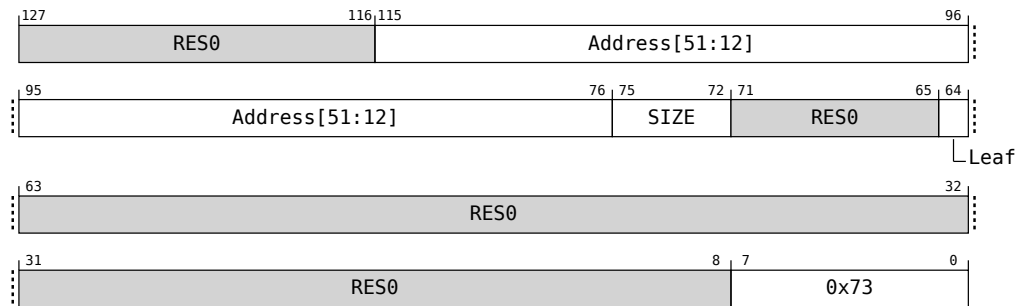 127 116 115 96
RES0 Address[51:12]
95 76 75 72 71 65 64
Address[51:12] SIZE RES0
Leaf
63 32
RES0
31 8 7 0
RES0 0x73